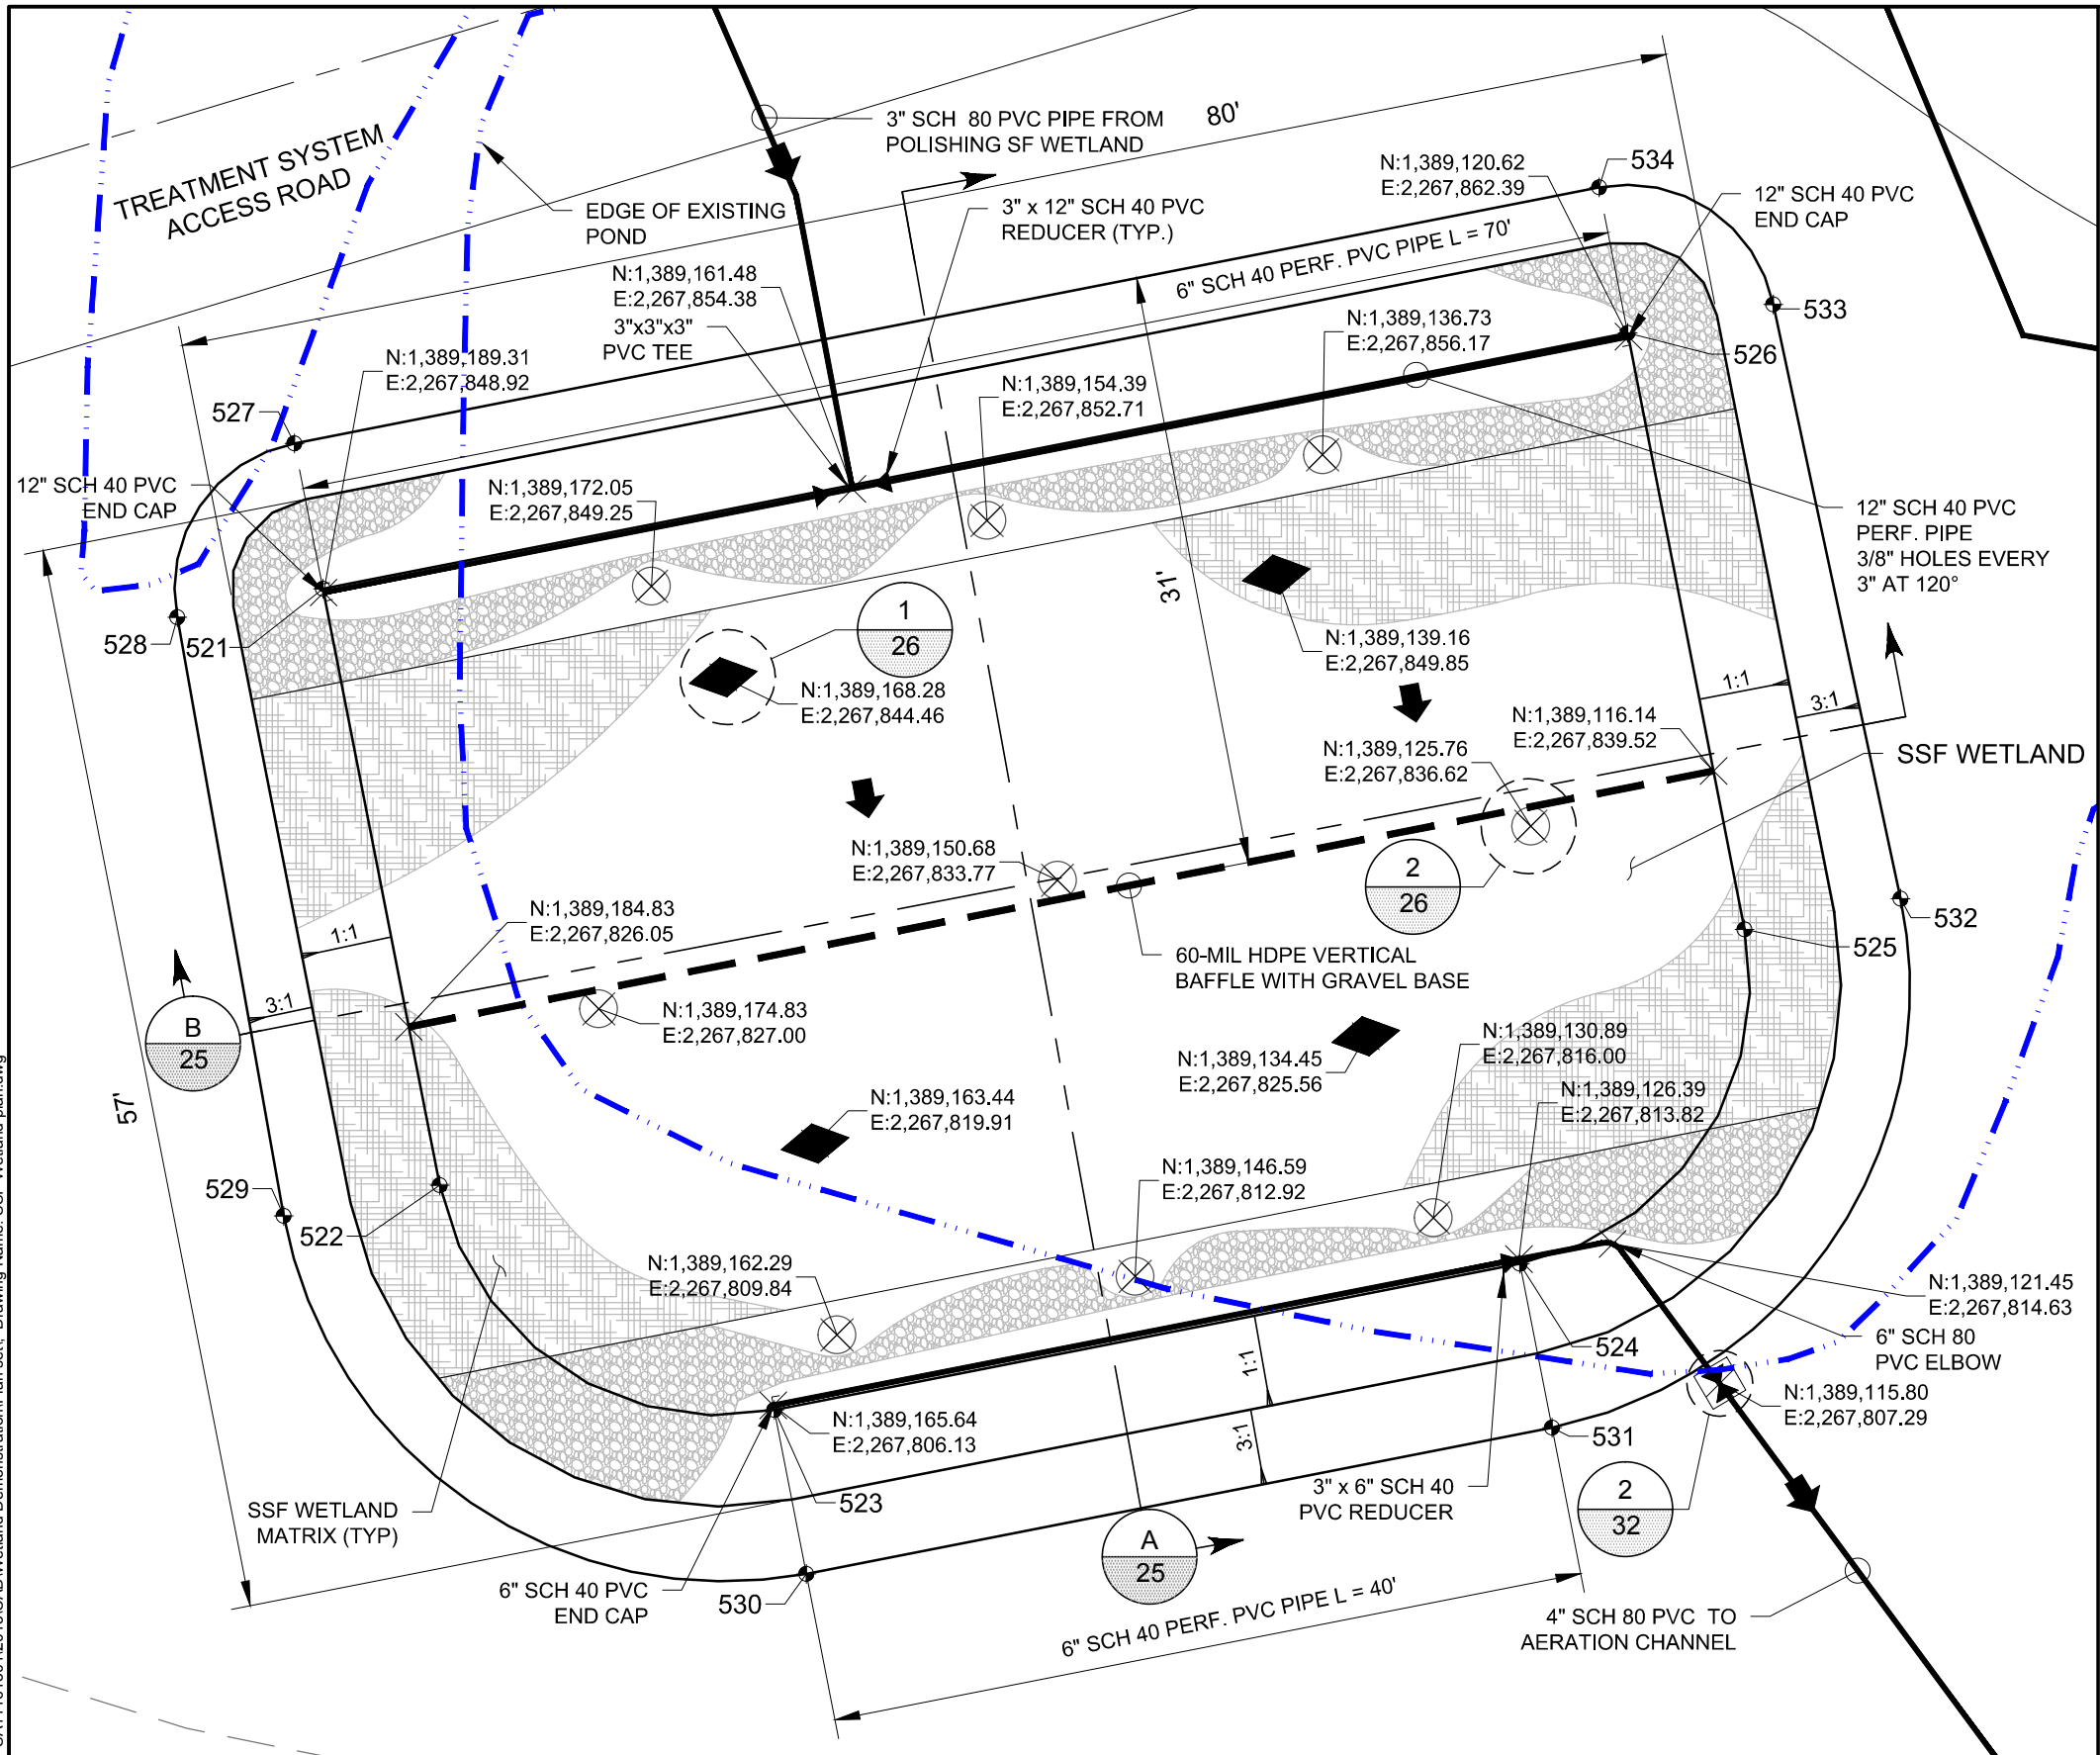 TREATMENT SYSTEM
ACCESS ROAD
3" SCH 80 PVC PIPE FROM
POLISHING SF WETLAND
80'
EDGE OF EXISTING
POND
3" x 12" SCH 40 PVC
REDUCER (TYP.)
N:1,389,120.62
E:2,267,862.39
534
12" SCH 40 PVC
END CAP
6" SCH 40 PERF. PVC PIPE L = 70'
N:1,389,161.48
E:2,267,854.38
3"x3"x3"
PVC TEE
N:1,389,136.73
E:2,267,856.17
533
526
N:1,389,189.31
E:2,267,848.92
N:1,389,154.39
E:2,267,852.71
527
12" SCH 40 PVC
END CAP
N:1,389,172.05
E:2,267,849.25
12" SCH 40 PVC
PERF. PIPE
3/8" HOLES EVERY
3" AT 120°
31'
528
521
1
26
N:1,389,139.16
E:2,267,849.85
N:1,389,168.28
E:2,267,844.46
1:1
3:1
N:1,389,116.14
E:2,267,839.52
N:1,389,125.76
E:2,267,836.62
SSF WETLAND
N:1,389,150.68
E:2,267,833.77
2
26
N:1,389,184.83
E:2,267,826.05
532
525
1:1
60-MIL HDPE VERTICAL
BAFFLE WITH GRAVEL BASE
3:1
B
25
N:1,389,174.83
E:2,267,827.00
N:1,389,134.45
E:2,267,825.56
N:1,389,130.89
E:2,267,816.00
57'
N:1,389,163.44
E:2,267,819.91
N:1,389,126.39
E:2,267,813.82
529
522
N:1,389,146.59
E:2,267,812.92
N:1,389,162.29
E:2,267,809.84
N:1,389,121.45
E:2,267,814.63
524
6" SCH 80
PVC ELBOW
1:1
N:1,389,165.64
E:2,267,806.13
N:1,389,115.80
E:2,267,807.29
3:1
531
SSF WETLAND
MATRIX (TYP)
523
3" x 6" SCH 40
PVC REDUCER
2
32
A
25
6" SCH 40 PVC
END CAP
530
6" SCH 40 PERF. PVC PIPE L = 40'
4" SCH 80 PVC TO
AERATION CHANNEL